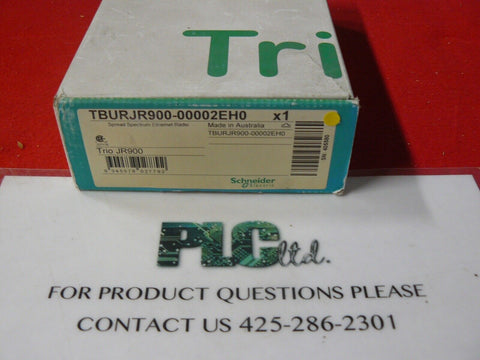 Tri
TBURJR900-00002EH0 x1
Spread Spectrum Ethernet Radio Made in Australia
TBURJR900-00002EH0
Trio JR900
Schneider
Electric
PLC ltd.
FOR PRODUCT QUESTIONS PLEASE
CONTACT US 425-286-2301